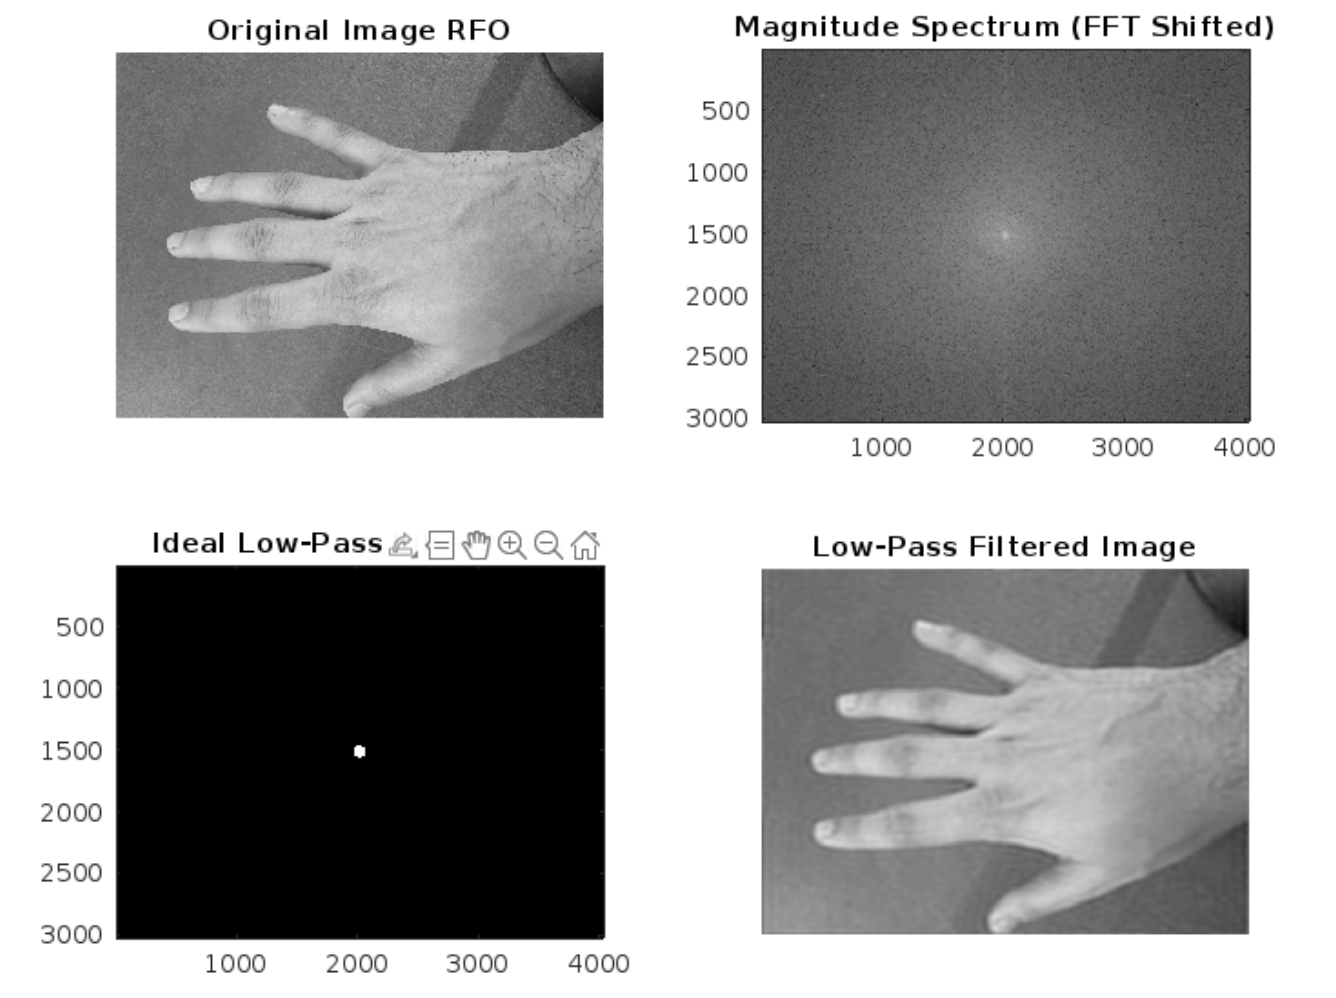 Original Image RFO
Magnitude Spectrum (FFT Shifted)
500
1000
1500
2000
2500
3000
1000 2000 3000 4000
Ideal Low-Pass
500
1000
1500
2000
2500
3000
1000 2000 3000 4000
Low-Pass Filtered Image